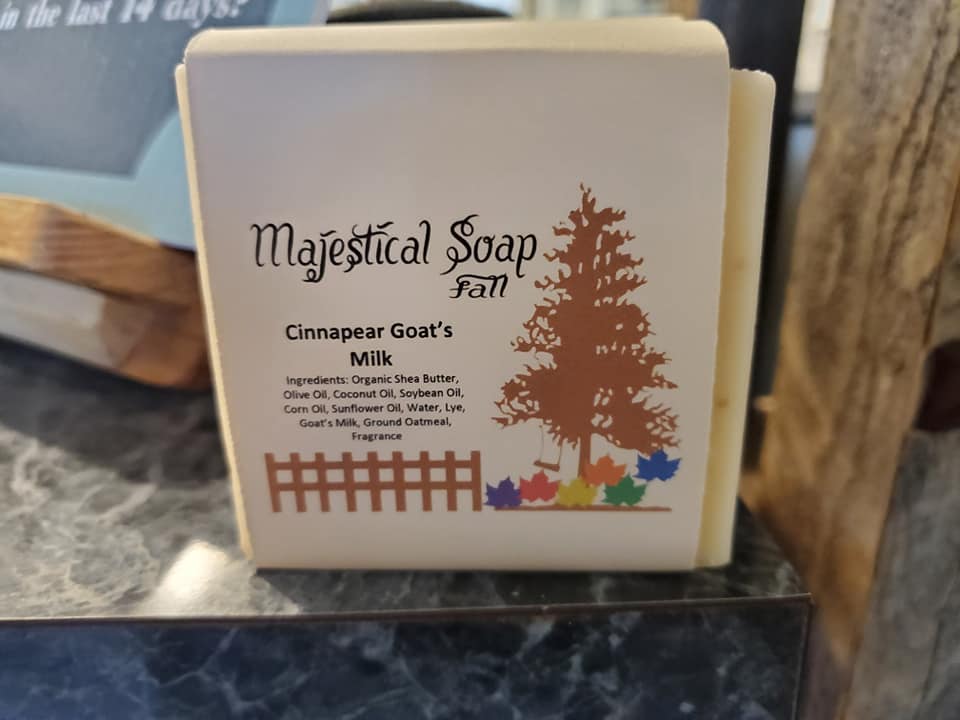 in the last 14 days?
Majestical Soap
Fall
Cinnapear Goat's
Milk
Ingredients: Organic Shea Butter,
Olive Oil, Coconut Oil, Soybean Oil,
Corn Oil, Sunflower Oil, Water, Lye,
Goat's Milk, Ground Oatmeal,
Fragrance